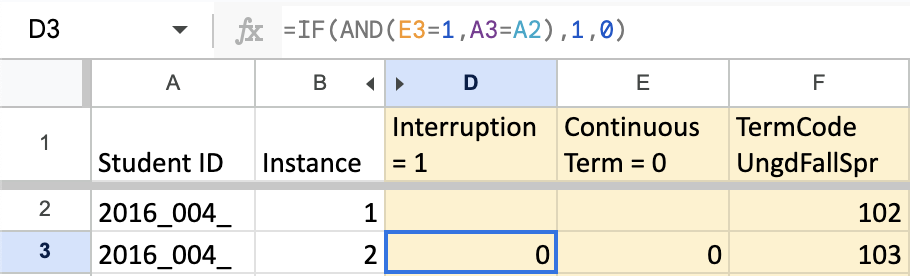 D3 fx =IF(AND(E3=1,A3=A2),1,0)
A B D E F
1 Student ID Instance Interruption = 1 Continuous Term = 0 TermCode UngdFallSpr
2 2016_004_ 1 102
3 2016_004_ 2 0 0 103